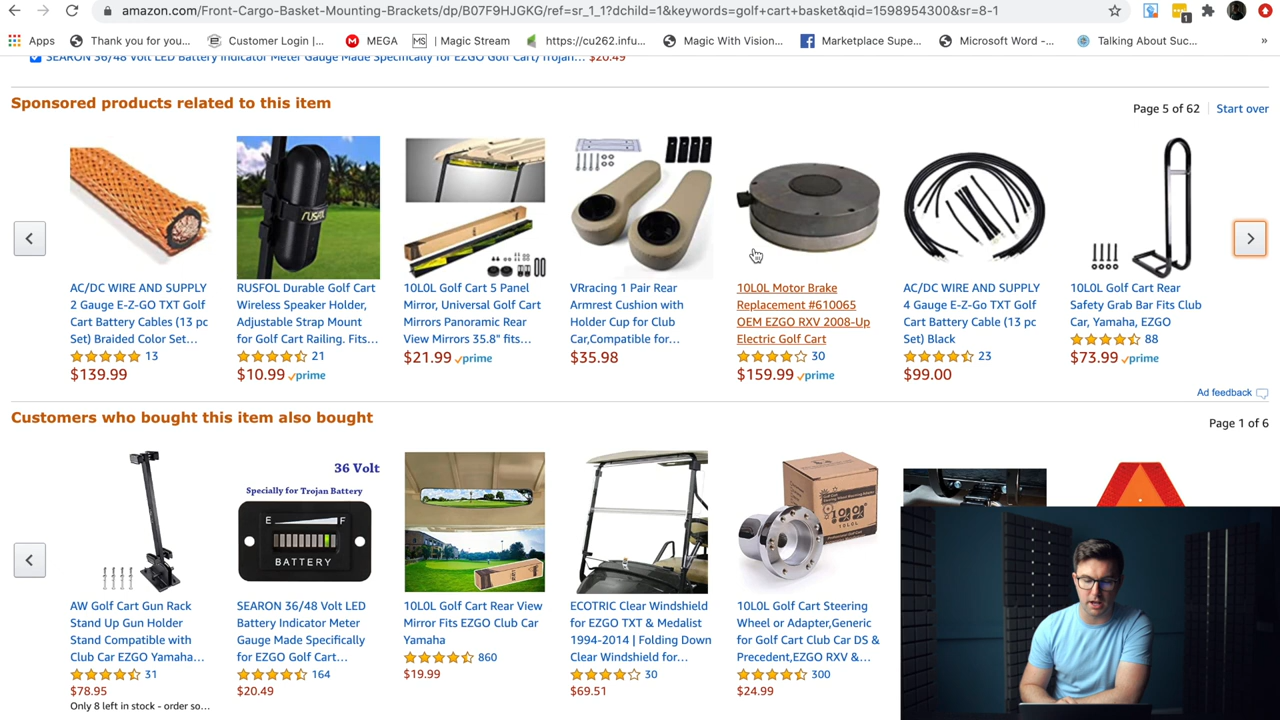 amazon.com/Front-Cargo-Basket-Mounting-Brackets/dp/B07F9HJGKG/ref=sr_1_1?dchild=1&keywords=golf+cart+basket&qid=1598954300&sr=8-1
1
Apps
Thank you for you...
Customer Login |...
MEGA
MS
| Magic Stream
https://cu262.infu...
Magic With Vision...
Marketplace Supe...
Microsoft Word -...
Talking About Suc...
»
SEARON 36/48 Volt LED Battery Indicator Meter Gauge Made Specifically for EZGO Golf Cart/Trojan... $20.49
Sponsored products related to this item
Page 5 of 62
Start over
RUSFOL
AC/DC WIRE AND SUPPLY
2 Gauge E-Z-GO TXT Golf
Cart Battery Cables (13 pc
Set) Braided Color Set...
13
$139.99
RUSFOL Durable Golf Cart
Wireless Speaker Holder,
Adjustable Strap Mount
for Golf Cart Railing. Fits...
21
$10.99 prime
10L0L Golf Cart 5 Panel
Mirror, Universal Golf Cart
Mirrors Panoramic Rear
View Mirrors 35.8" fits...
$21.99 prime
VRracing 1 Pair Rear
Armrest Cushion with
Holder Cup for Club
Car,Compatible for...
$35.98
10L0L Motor Brake
Replacement #610065
OEM EZGO RXV 2008-Up
Electric Golf Cart
30
$159.99 prime
AC/DC WIRE AND SUPPLY
4 Gauge E-Z-Go TXT Golf
Cart Battery Cable (13 pc
Set) Black
23
$99.00
10L0L Golf Cart Rear
Safety Grab Bar Fits Club
Car, Yamaha, EZGO
88
$73.99 prime
Ad feedback
Customers who bought this item also bought
Page 1 of 6
36 Volt
Specially for Trojan Battery
E F
BATTERY
10L0L
AW Golf Cart Gun Rack
Stand Up Gun Holder
Stand Compatible with
Club Car EZGO Yamaha...
31
$78.95
Only 8 left in stock - order so...
SEARON 36/48 Volt LED
Battery Indicator Meter
Gauge Made Specifically
for EZGO Golf Cart...
164
$20.49
10L0L Golf Cart Rear View
Mirror Fits EZGO Club Car
Yamaha
860
$19.99
ECOTRIC Clear Windshield
for EZGO TXT & Medalist
1994-2014 | Folding Down
Clear Windshield for...
30
$69.51
10L0L Golf Cart Steering
Wheel or Adapter,Generic
for Golf Cart Club Car DS &
Precedent,EZGO RXV &...
300
$24.99